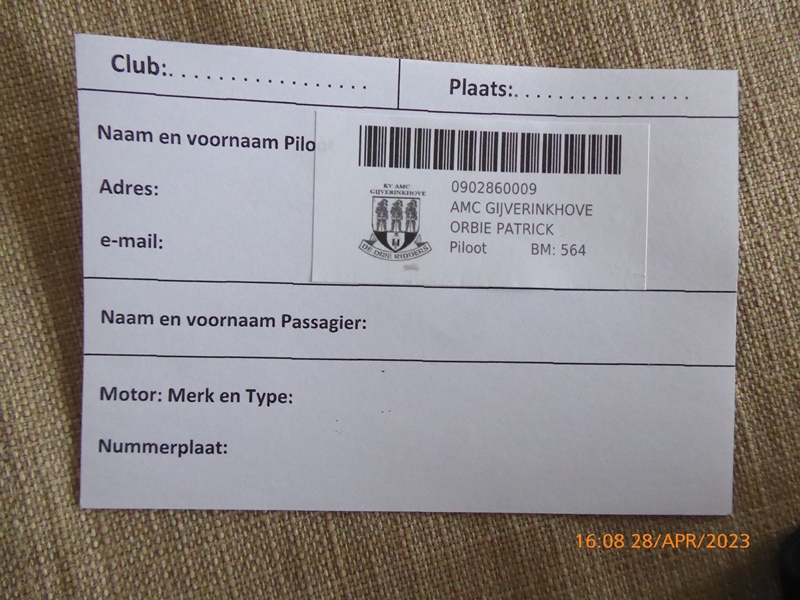 Club:. . . . . . . . . . . . . . . . . .
Plaats:. . . . . . . . . . . . . . . .
Naam en voornaam Piloot
Adres:
e-mail:
KV AMC
GIJVERINKHOVE
DE DRIE RIDDERS
0902860009
AMC GIJVERINKHOVE
ORBIE PATRICK
Piloot BM: 564
Naam en voornaam Passagier:
Motor: Merk en Type:
Nummerplaat:
16:08 28/APR/2023